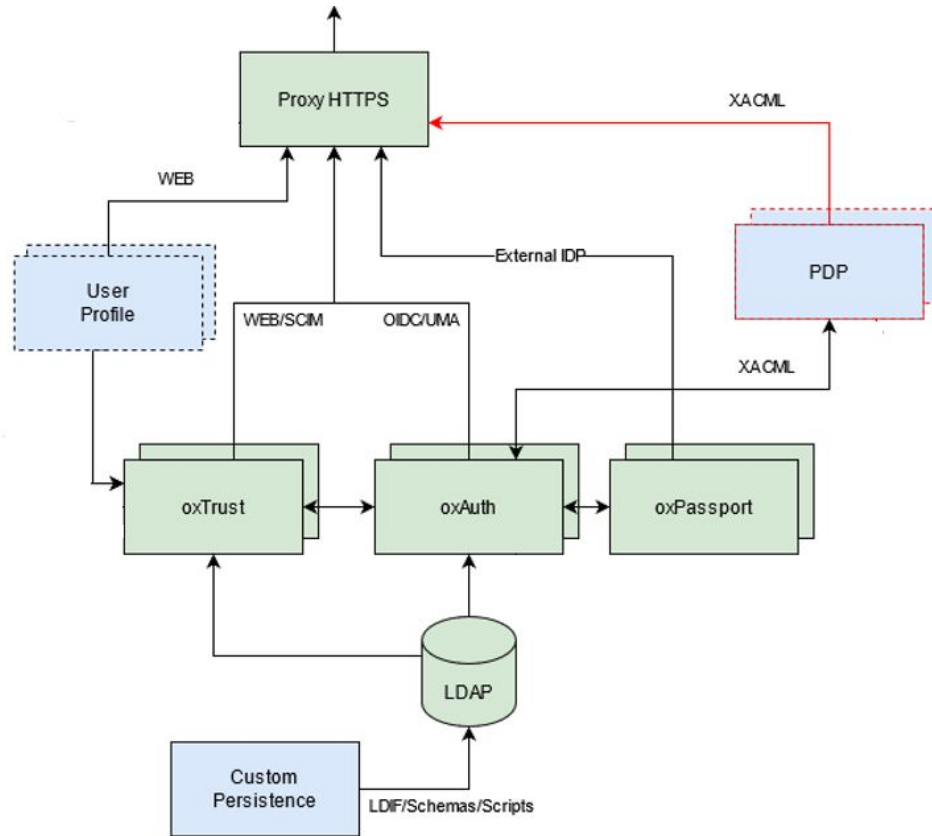 Proxy HTTPS
XACML
WEB
External IDP
PDP
User
Profile
WEB/SCIM
OIDC/UMA
XACML
oxTrust
oxAuth
oxPassport
LDAP
Custom
Persistence
LDIF/Schemas/Scripts